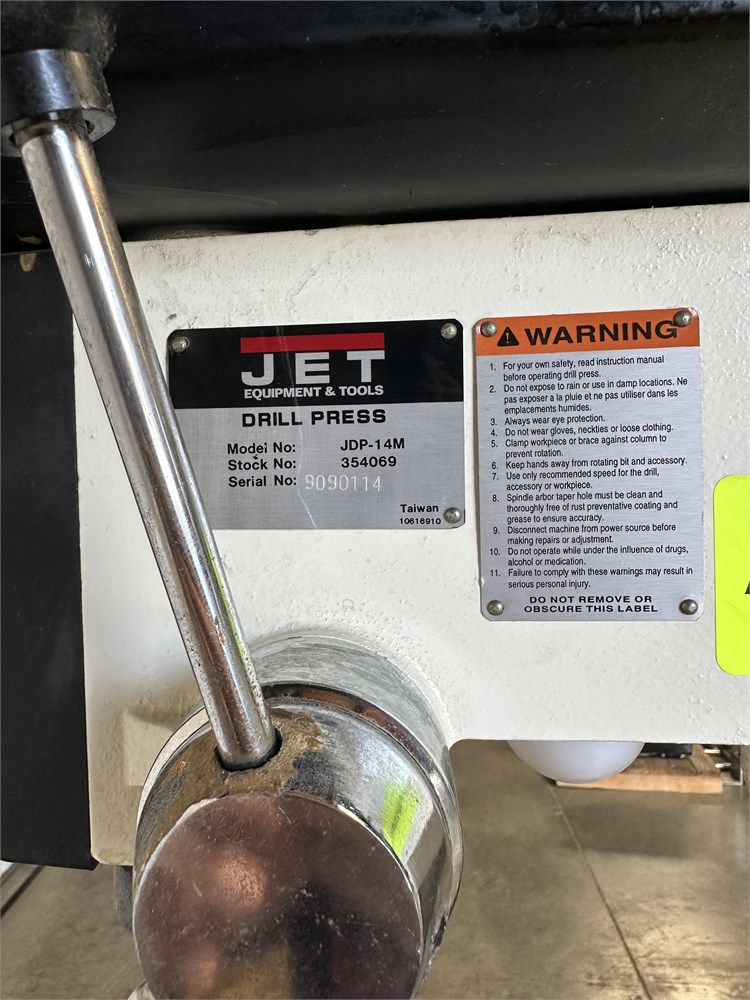 JET
EQUIPMENT & TOOLS
DRILL PRESS
Model No: JDP-14M
Stock No: 354069
Serial No: 9090114
Taiwan
10616910
WARNING
1. For your own safety, read instruction manual
before operating drill press.
2. Do not expose to rain or use in damp locations. Ne
pas exposer a la pluie et ne pas utiliser dans les
emplacements humides.
3. Always wear eye protection.
4. Do not wear gloves, neckties or loose clothing.
5. Clamp workpiece or brace against column to
prevent rotation.
6. Keep hands away from rotating bit and accessory.
7. Use only recommended speed for the drill,
accessory or workpiece.
8. Spindle arbor taper hole must be clean and
thoroughly free of rust preventative coating and
grease to ensure accuracy.
9. Disconnect machine from power source before
making repairs or adjustment.
10. Do not operate while under the influence of drugs,
alcohol or medication.
11. Failure to comply with these warnings may result in
serious personal injury.
DO NOT REMOVE OR
OBSCURE THIS LABEL